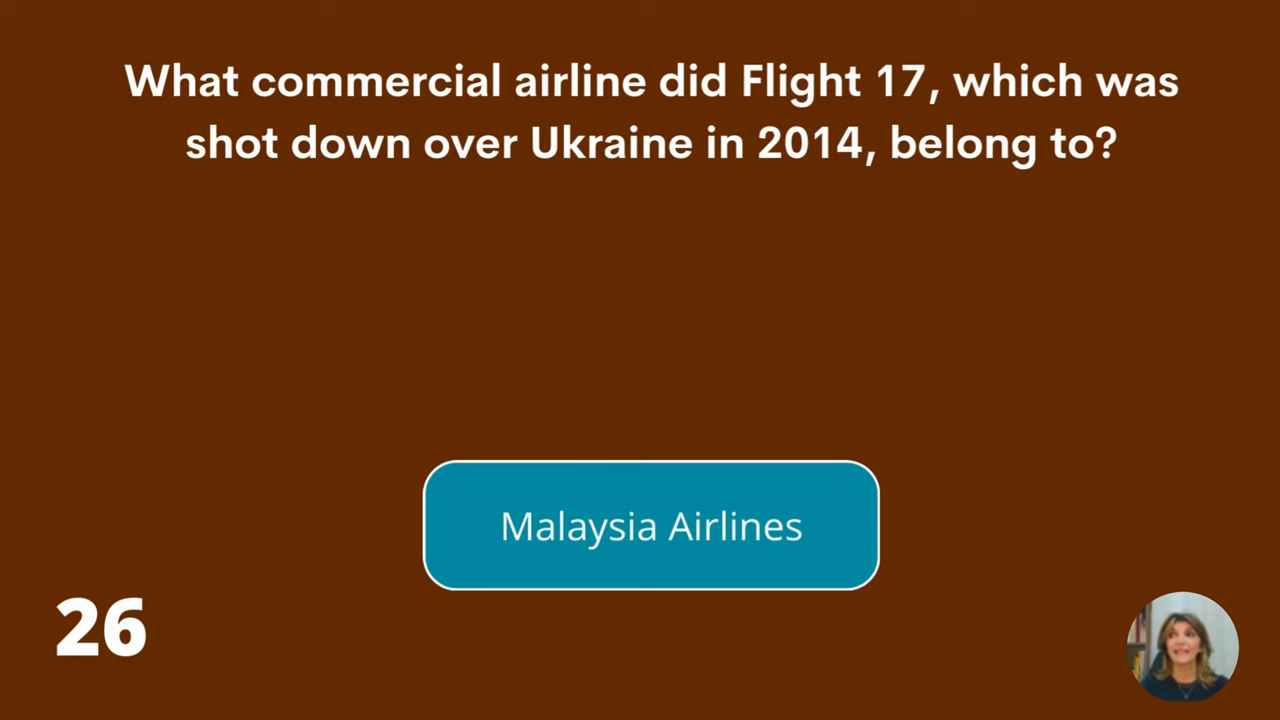 What commercial airline did Flight 17, which was
shot down over Ukraine in 2014, belong to?
Malaysia Airlines
26